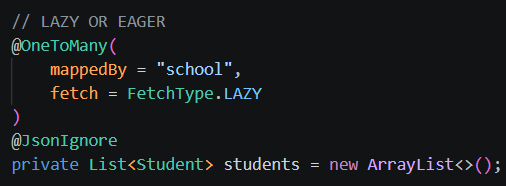 // LAZY OR EAGER
@OneToMany(
    mappedBy = "school",
    fetch = FetchType.LAZY
)
@JsonIgnore
private List<Student> students = new ArrayList<>();